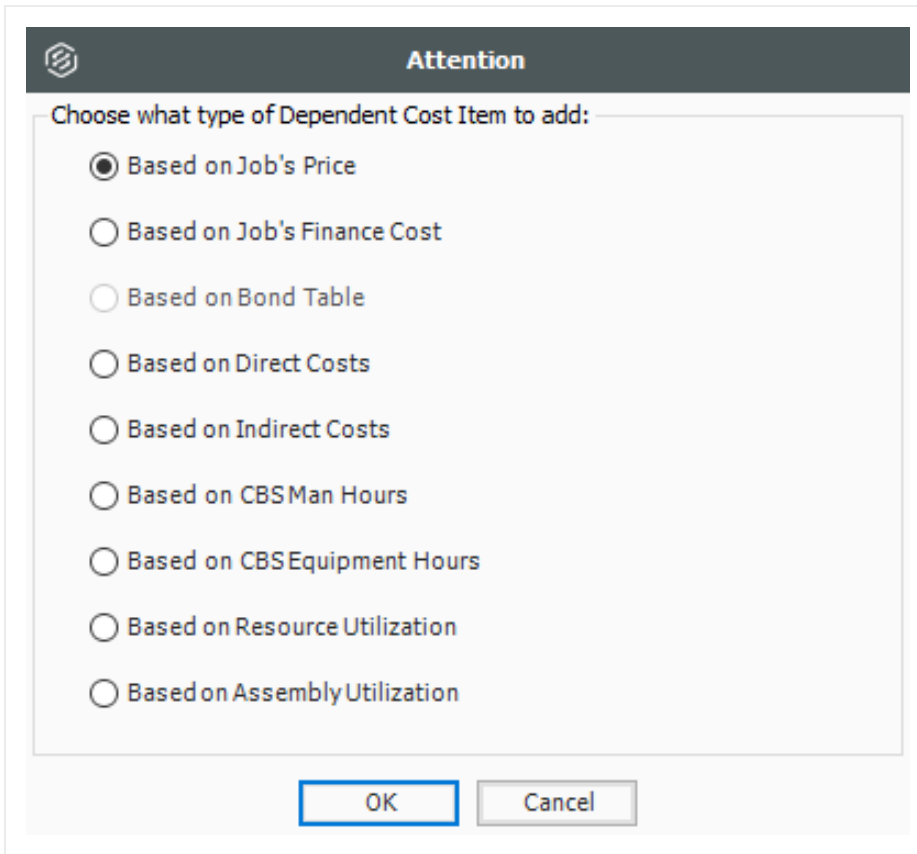 Attention
Choose what type of Dependent Cost Item to add:
Based on Job's Price
Based on Job's Finance Cost
Based on Bond Table
Based on Direct Costs
Based on Indirect Costs
Based on CBS Man Hours
Based on CBS Equipment Hours
Based on Resource Utilization
Based on Assembly Utilization
OK Cancel